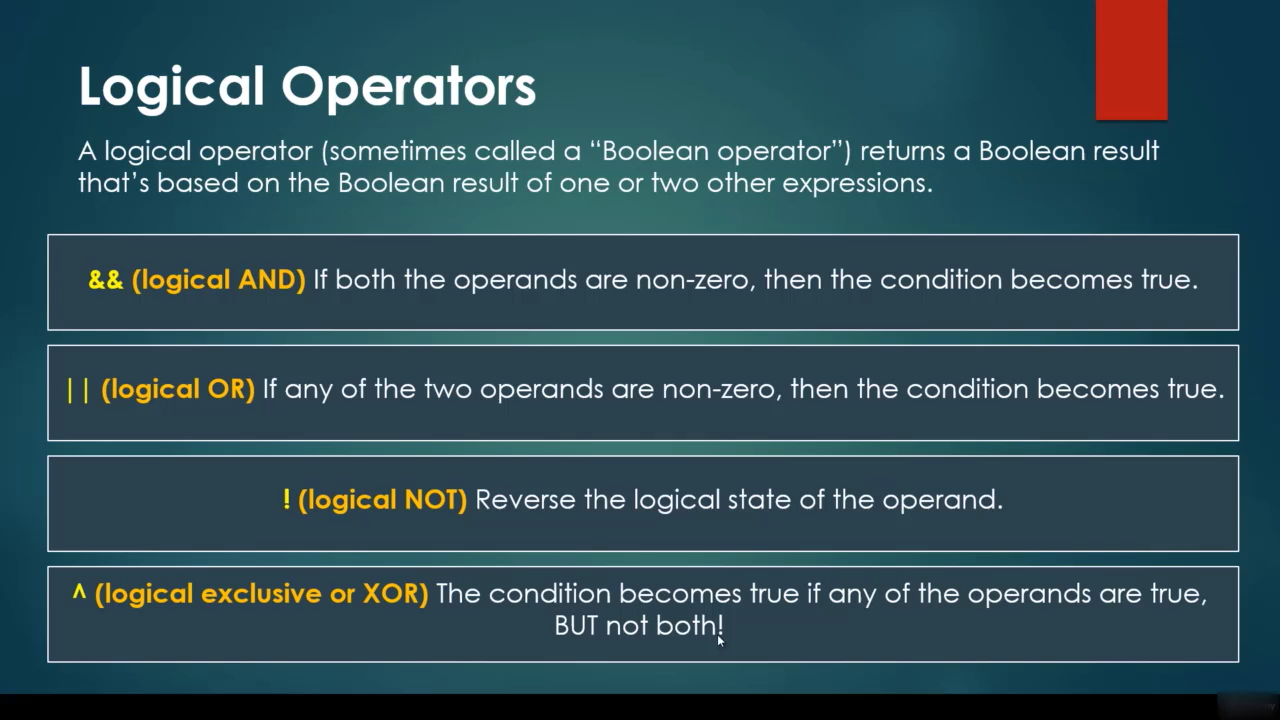 Logical Operators
A logical operator (sometimes called a “Boolean operator”) returns a Boolean result
that’s based on the Boolean result of one or two other expressions.
&& (logical AND) If both the operands are non-zero, then the condition becomes true.
|| (logical OR) If any of the two operands are non-zero, then the condition becomes true.
! (logical NOT) Reverse the logical state of the operand.
^ (logical exclusive or XOR) The condition becomes true if any of the operands are true,
BUT not both!